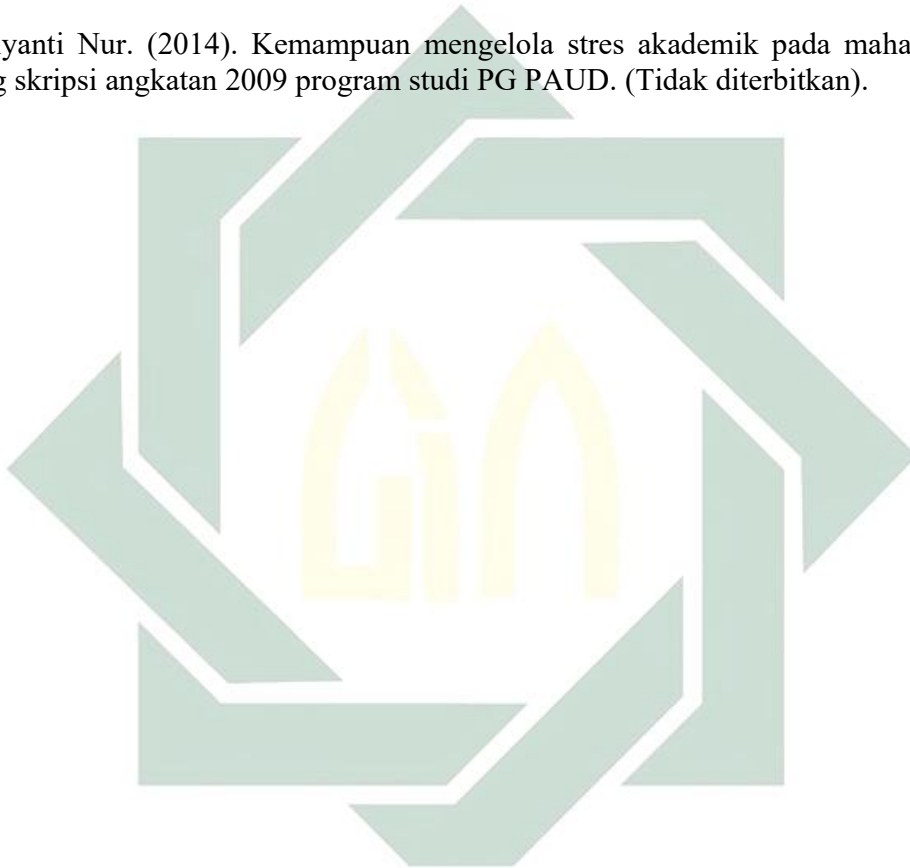 yanti Nur. (2014). Kemampuan mengelola stres akademik pada maha
g skripsi angkatan 2009 program studi PG PAUD. (Tidak diterbitkan).